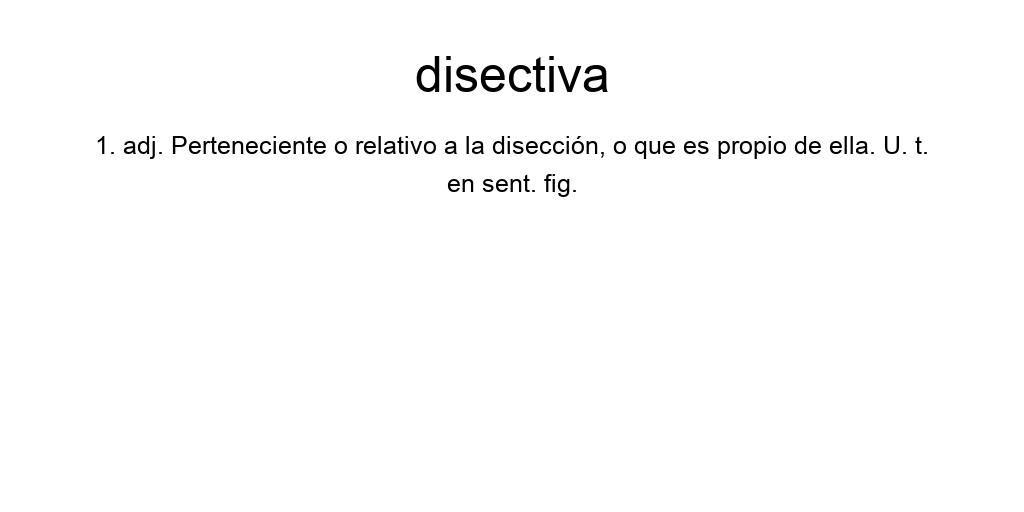 disectiva
1. adj. Perteneciente o relativo a la disección, o que es propio de ella. U. t.
en sent. fig.